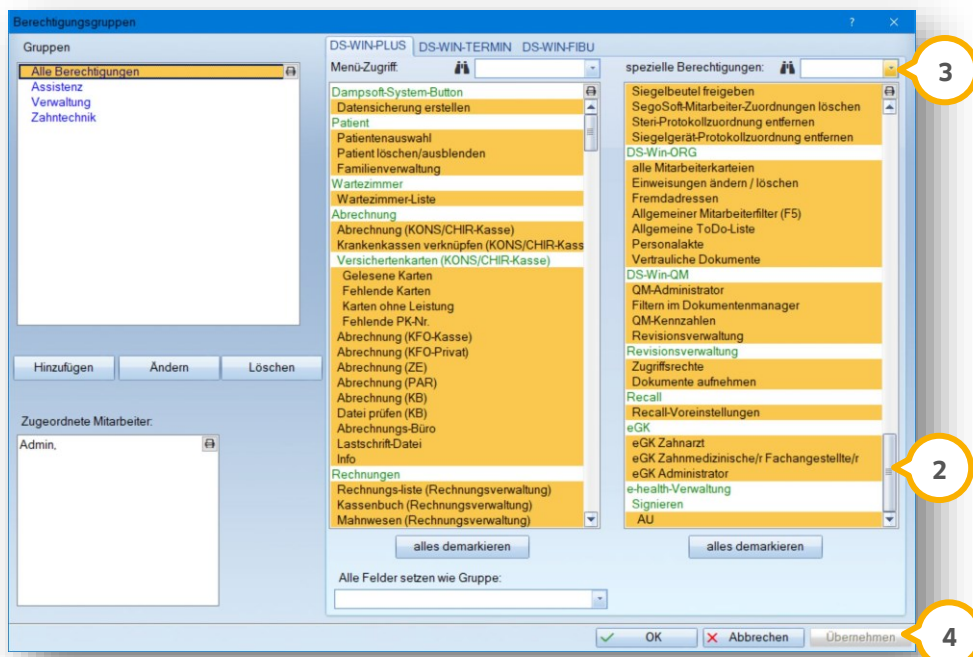 Berechtigungsgruppen
?
Gruppen
Alle Berechtigungen
Assistenz
Verwaltung
Zahntechnik
Hinzufügen
Ändern
Löschen
Zugeordnete Mitarbeiter:
Admin,
DS-WIN-PLUS
DS-WIN-TERMIN
DS-WIN-FIBU
Menü-Zugriff:
Dampsoft-System-Button
Datensicherung erstellen
Patient
Patientenauswahl
Patient löschen/ausblenden
Familienverwaltung
Wartezimmer
Wartezimmer-Liste
Abrechnung
Abrechnung (KONS/CHIR-Kasse)
Krankenkassen verknüpfen (KONS/CHIR-Kass
Versichertenkarten (KONS/CHIR-Kasse)
Gelesene Karten
Fehlende Karten
Karten ohne Leistung
Fehlende PK-Nr.
Abrechnung (KFO-Kasse)
Abrechnung (KFO-Privat)
Abrechnung (ZE)
Abrechnung (PAR)
Abrechnung (KB)
Datei prüfen (KB)
Abrechnungs-Büro
Lastschrift-Datei
Info
Rechnungen
Rechnungs-liste (Rechnungsverwaltung)
Kassenbuch (Rechnungsverwaltung)
Mahnwesen (Rechnungsverwaltung)
alles demarkieren
spezielle Berechtigungen:
3
Siegelbeutel freigeben
SegoSoft-Mitarbeiter-Zuordnungen löschen
Steri-Protokollzuordnung entfernen
Siegelgerät-Protokollzuordnung entfernen
DS-Win-ORG
alle Mitarbeiterkarteien
Einweisungen ändern / löschen
Fremdadressen
Allgemeiner Mitarbeiterfilter (F5)
Allgemeine ToDo-Liste
Personalakte
Vertrauliche Dokumente
DS-Win-QM
QM-Administrator
Filtern im Dokumentenmanager
QM-Kennzahlen
Revisionsverwaltung
Revisionsverwaltung
Zugriffsrechte
Dokumente aufnehmen
Recall
Recall-Voreinstellungen
eGK
eGK Zahnarzt
eGK Zahnmedizinische/r Fachangestellte/r
eGK Administrator
e-health-Verwaltung
Signieren
AU
2
alles demarkieren
Alle Felder setzen wie Gruppe:
OK
Abbrechen
Übernehmen
4